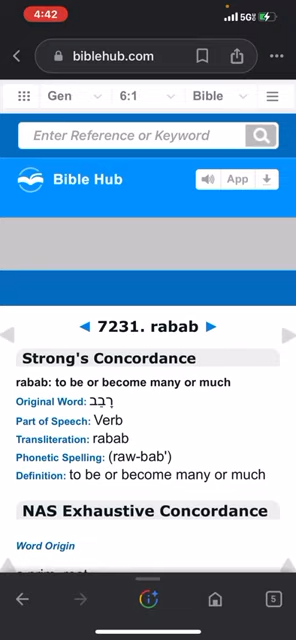 4:42
5G
biblehub.com
Gen
6:1
Bible
Enter Reference or Keyword
Bible Hub
App
◄ 7231. rabab ►
Strong's Concordance
rabab: to be or become many or much
Original Word: רָבַב
Part of Speech: Verb
Transliteration: rabab
Phonetic Spelling: (raw-bab')
Definition: to be or become many or much
NAS Exhaustive Concordance
Word Origin
5